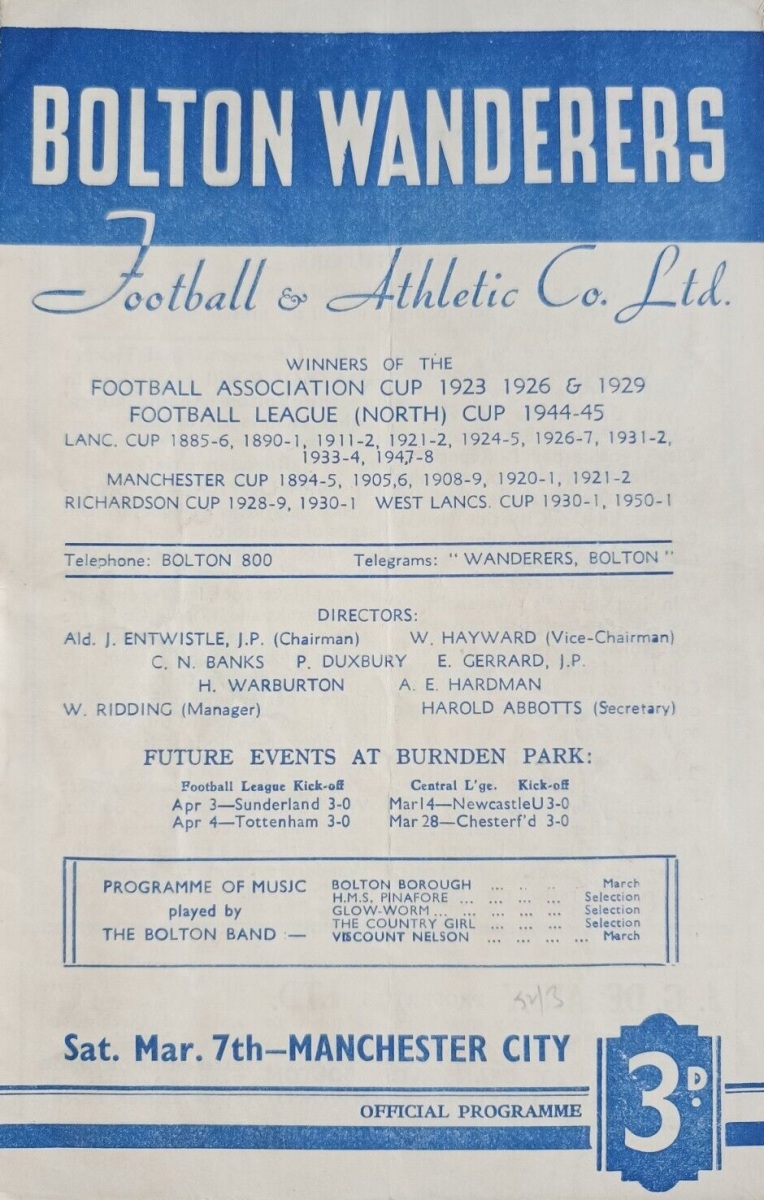 BOLTON WANDERERS
Football & Athletic Co. Ltd.
WINNERS OF THE
FOOTBALL ASSOCIATION CUP 1923 1926 & 1929
FOOTBALL LEAGUE (NORTH) CUP 1944-45
LANC. CUP 1885-6, 1890-1, 1911-2, 1921-2, 1924-5, 1926-7, 1931-2,
1933-4, 1947-8
MANCHESTER CUP 1894-5, 1905,6, 1908-9, 1920-1, 1921-2
RICHARDSON CUP 1928-9, 1930-1 WEST LANCS. CUP 1930-1, 1950-1
Telephone: BOLTON 800 Telegrams: "WANDERERS, BOLTON"
DIRECTORS:
Ald. J. ENTWISTLE, J.P. (Chairman) W. HAYWARD (Vice-Chairman)
C. N. BANKS P. DUXBURY E. GERRARD, J.P.
H. WARBURTON A. E. HARDMAN
W. RIDDING (Manager) HAROLD ABBOTTS (Secretary)
FUTURE EVENTS AT BURNDEN PARK:
Football League Kick-off Central L'ge. Kick-off
Apr 3—Sunderland 3-0 Mar14—NewcastleU 3-0
Apr 4—Tottenham 3-0 Mar 28—Chesterf'd 3-0
PROGRAMME OF MUSIC
played by
THE BOLTON BAND :—
BOLTON BOROUGH ... .. .. March
H.M.S. PINAFORE ... ... ... ... Selection
GLOW-WORM ... ... ... ... Selection
THE COUNTRY GIRL ... ... ... Selection
VISCOUNT NELSON ... ... ... ... March
52/3
Sat. Mar. 7th—MANCHESTER CITY
OFFICIAL PROGRAMME
3D.